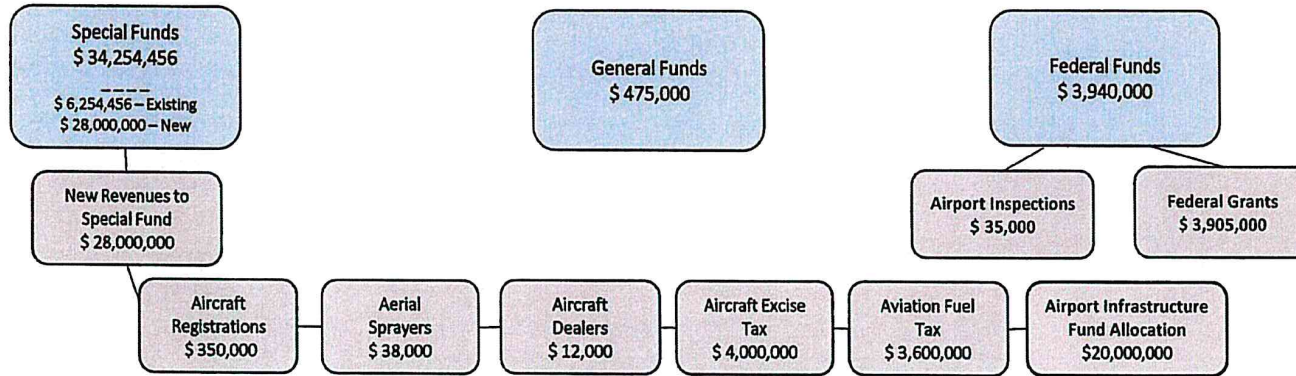 Special Funds
$ 34,254,456
____
$ 6,254,456 – Existing
$ 28,000,000 – New
General Funds
$ 475,000
Federal Funds
$ 3,940,000
New Revenues to
Special Fund
$ 28,000,000
Airport Inspections
$ 35,000
Federal Grants
$ 3,905,000
Aircraft
Registrations
$ 350,000
Aerial
Sprayers
$ 38,000
Aircraft
Dealers
$ 12,000
Aircraft Excise
Tax
$ 4,000,000
Aviation Fuel
Tax
$ 3,600,000
Airport Infrastructure
Fund Allocation
$20,000,000